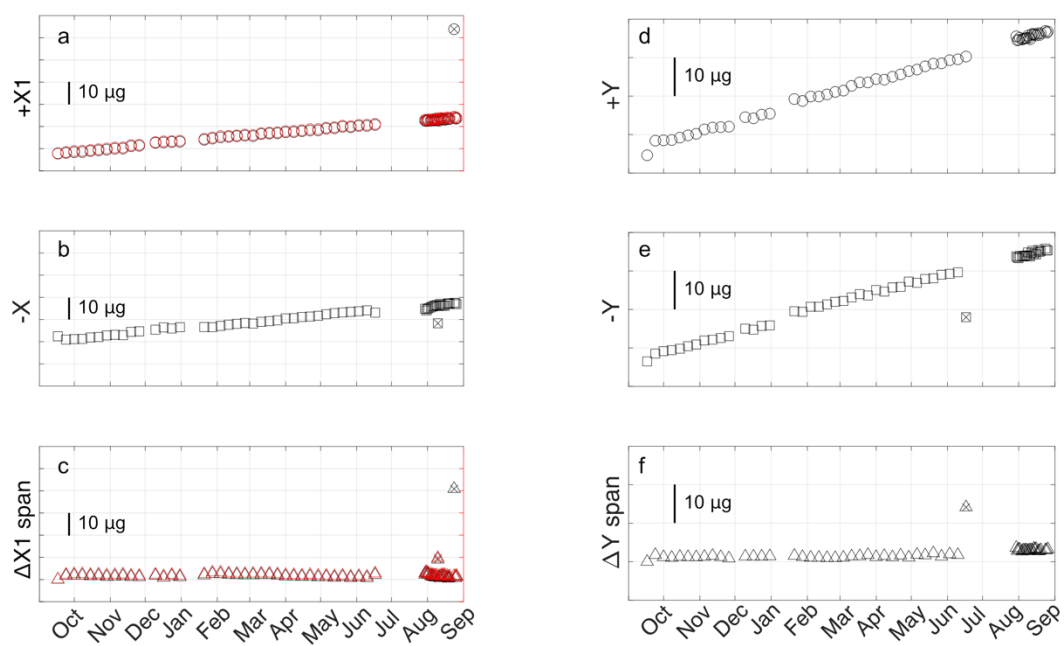 a
+X1
10 µg
b
-X
10 µg
c
ΔX1 span
10 µg
Oct Nov Dec Jan Feb Mar Apr May Jun Jul Aug Sep
d
+Y
10 µg
e
-Y
10 µg
f
ΔY span
10 µg
Oct Nov Dec Jan Feb Mar Apr May Jun Jul Aug Sep